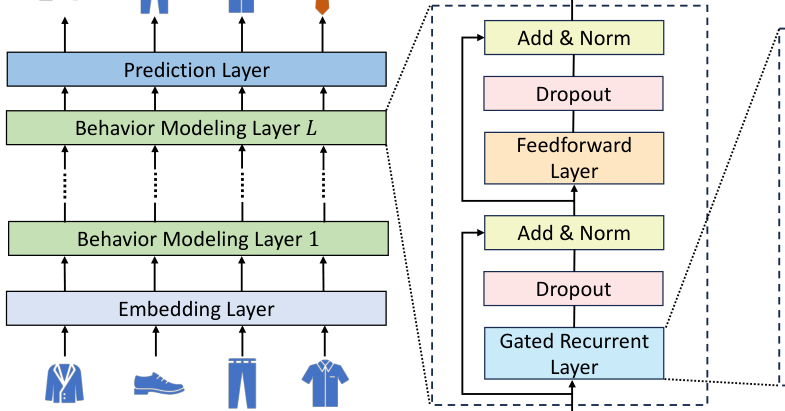 Prediction Layer
Behavior Modeling Layer L
Behavior Modeling Layer 1
Embedding Layer
Add & Norm
Dropout
Feedforward
Layer
Add & Norm
Dropout
Gated Recurrent
Layer